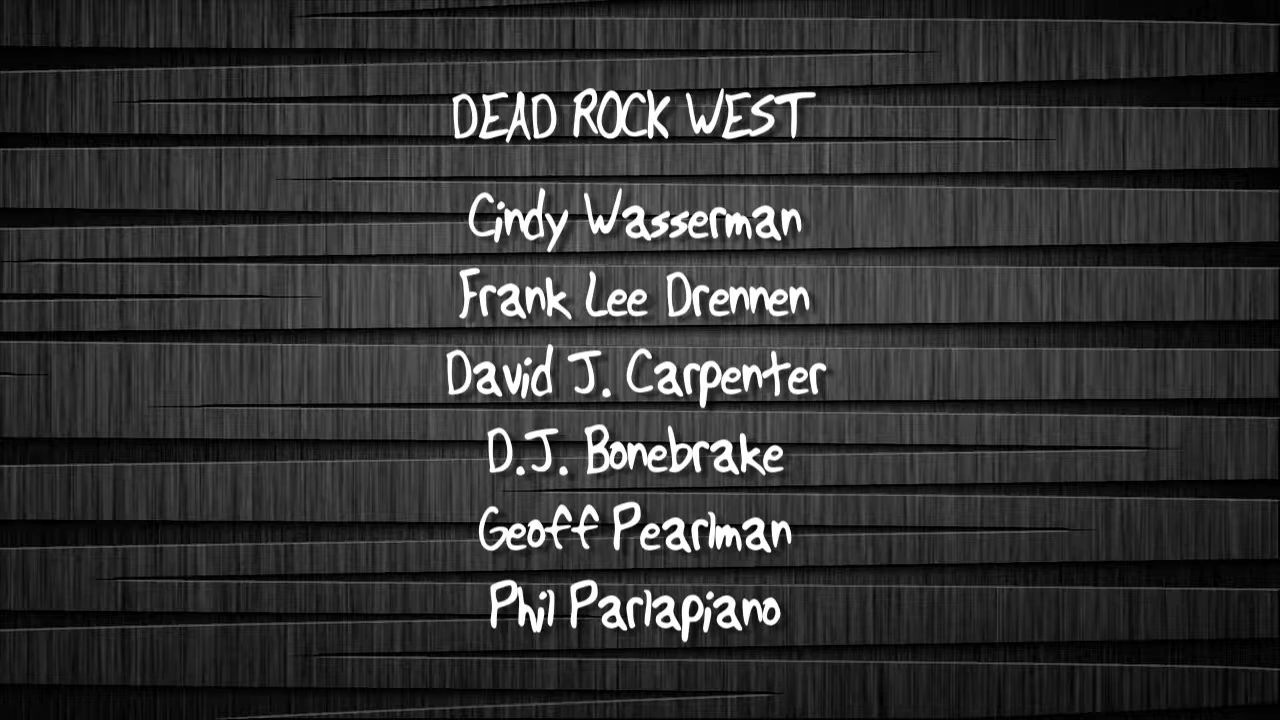 DEAD ROCK WEST
Cindy Wasserman
Frank Lee Drennen
David J. Carpenter
D.J. Bonebrake
Geoff Pearlman
Phil Parlapiano